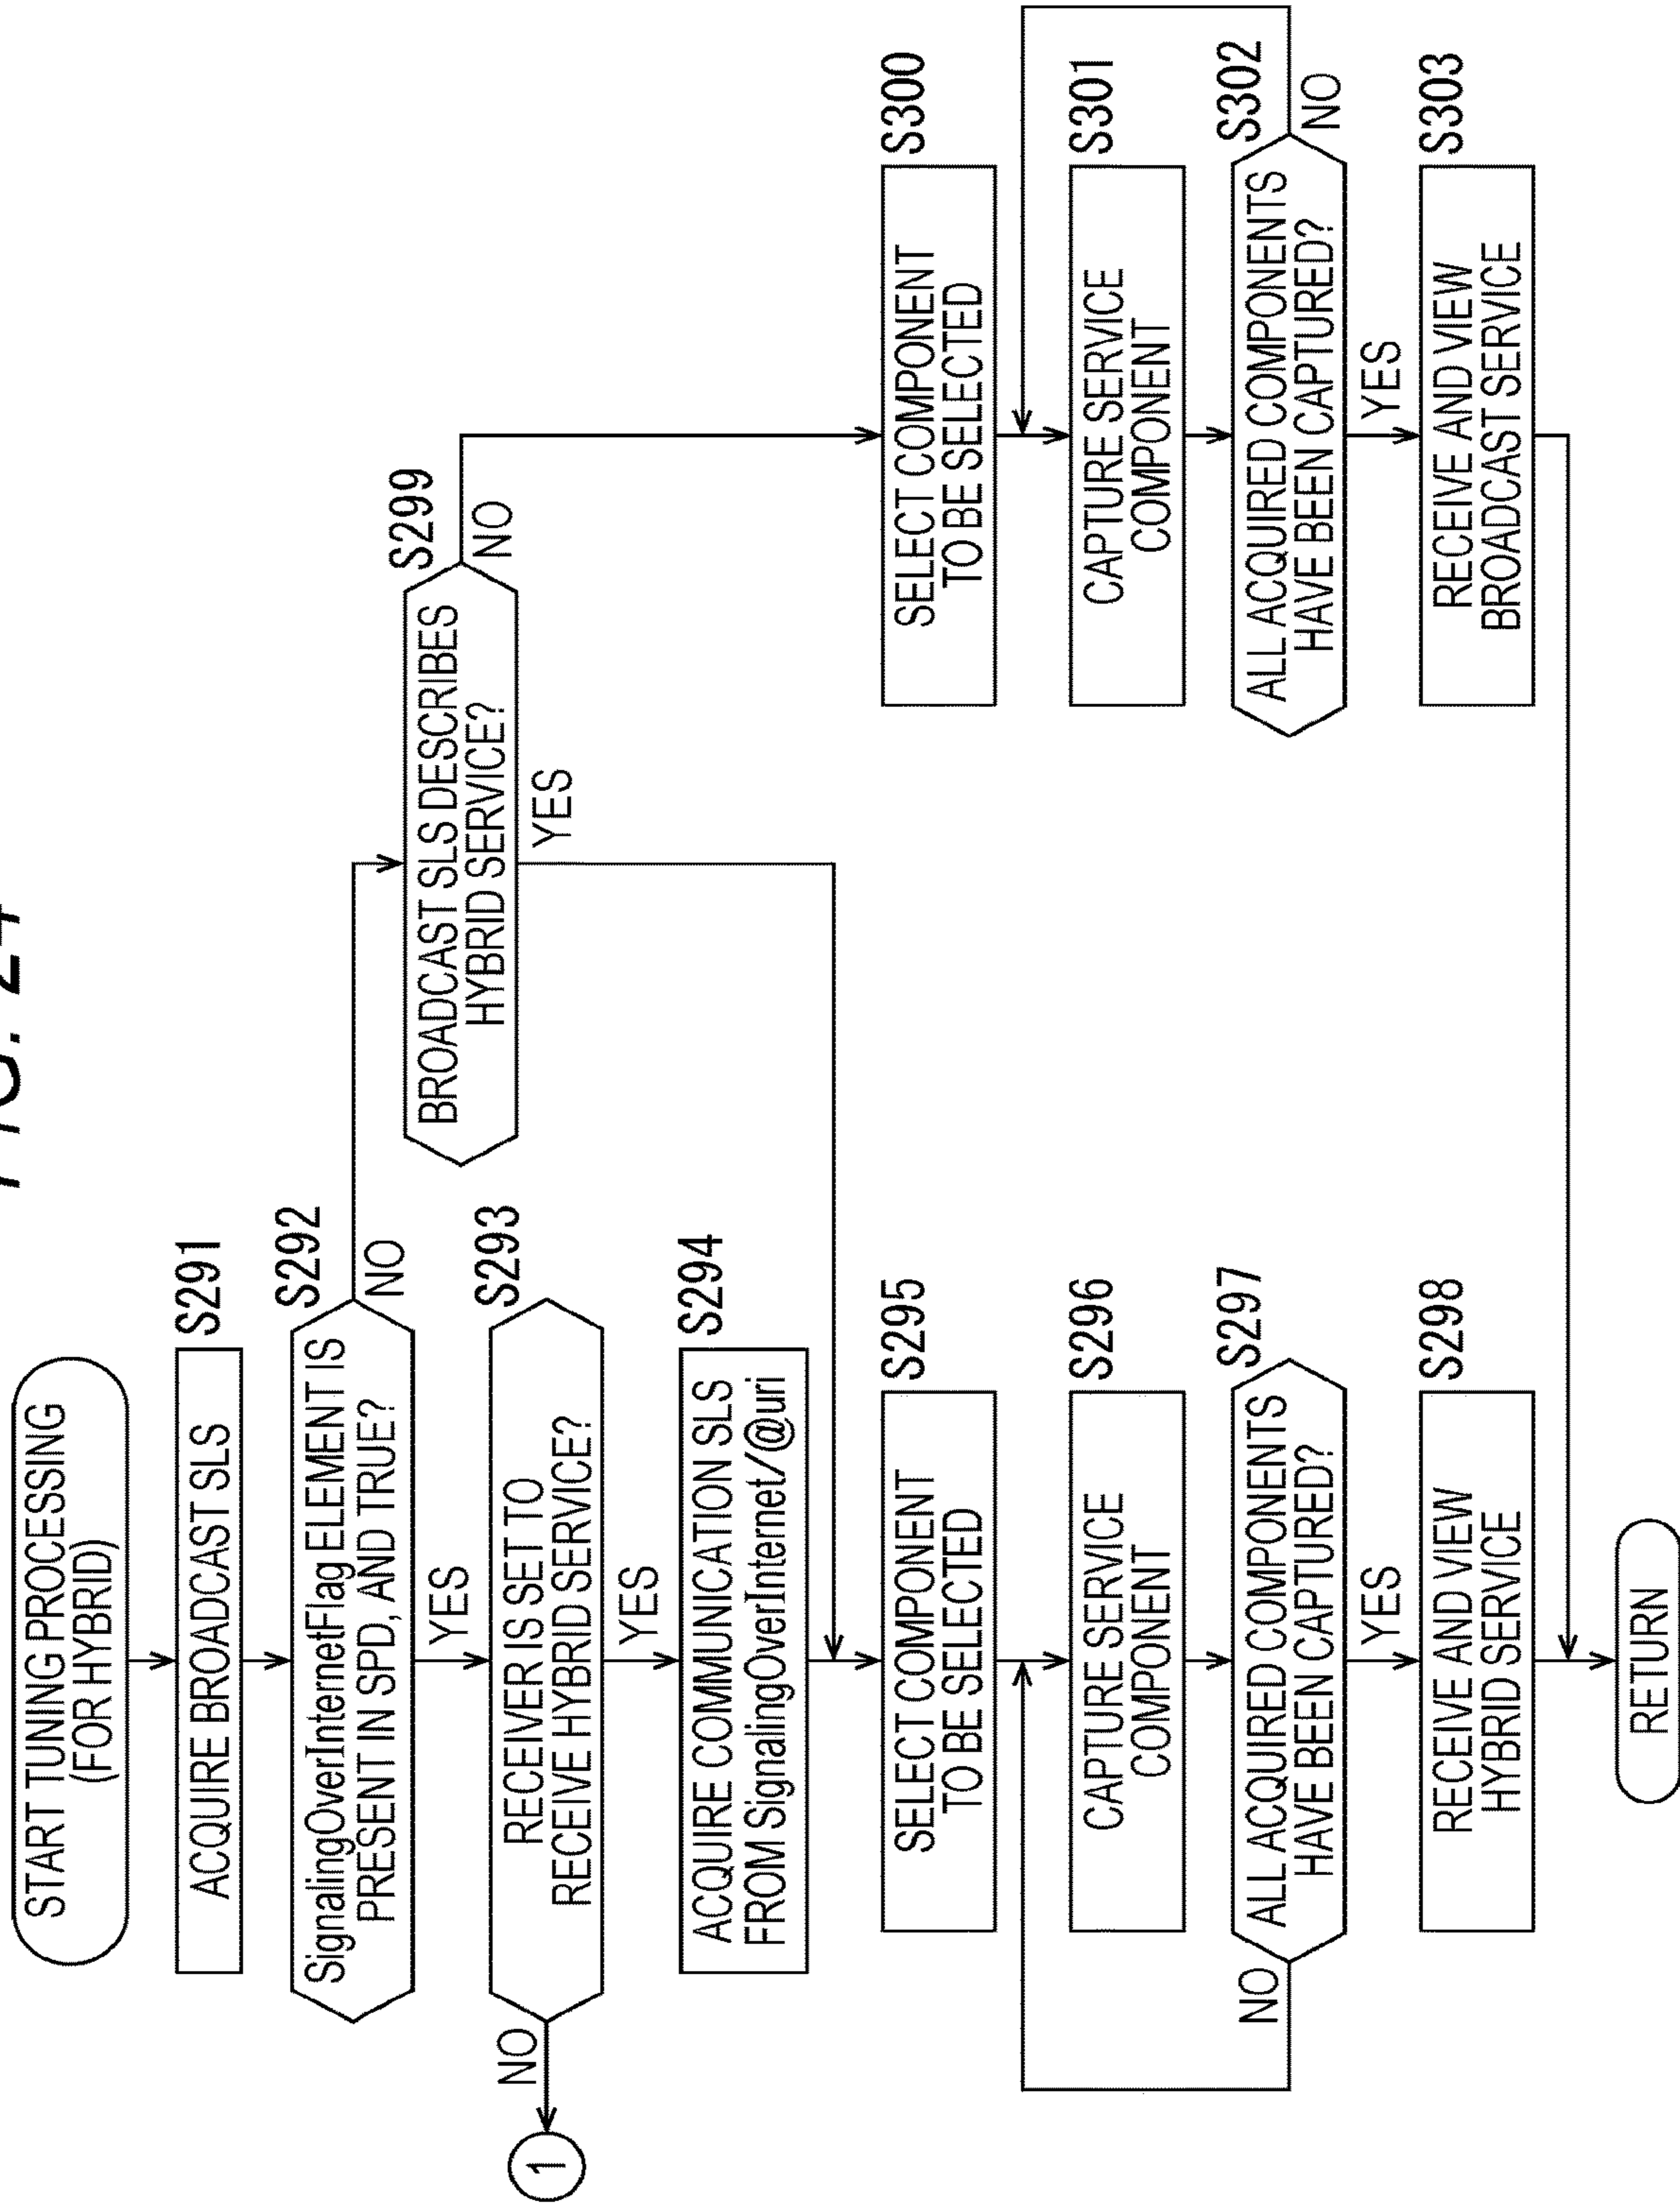 FIG. 24
START TUNING PROCESSING
(FOR HYBRID)
ACQUIRE BROADCAST SLS
S291
SignalingOverInternetFlag ELEMENT IS
PRESENT IN SPD, AND TRUE?
S292
NO
YES
RECEIVER IS SET TO
RECEIVE HYBRID SERVICE?
S293
NO
1
YES
ACQUIRE COMMUNICATION SLS
FROM SignalingOverInternet/@uri
S294
SELECT COMPONENT
TO BE SELECTED
S295
CAPTURE SERVICE
COMPONENT
S296
ALL ACQUIRED COMPONENTS
HAVE BEEN CAPTURED?
S297
NO
YES
RECEIVE AND VIEW
HYBRID SERVICE
S298
RETURN
BROADCAST SLS DESCRIBES
HYBRID SERVICE?
S299
NO
YES
SELECT COMPONENT
TO BE SELECTED
S300
CAPTURE SERVICE
COMPONENT
S301
ALL ACQUIRED COMPONENTS
HAVE BEEN CAPTURED?
S302
NO
YES
RECEIVE AND VIEW
BROADCAST SERVICE
S303